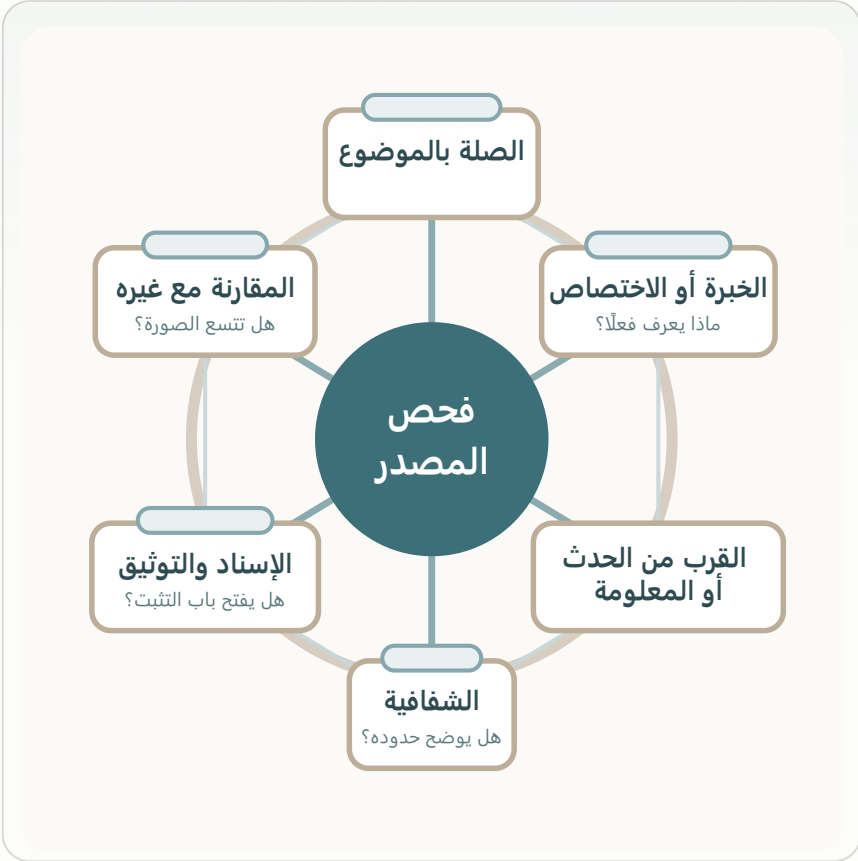 الصلة بالموضوع
الخبرة أو الاختصاص
ماذا يعرف فعلًا؟
المقارنة مع غيره
هل تتسع الصورة؟
فحص
المصدر
القرب من الحدث
أو المعلومة
الإسناد والتوثيق
هل يفتح باب التثبت؟
الشفافية
هل يوضح حدوده؟